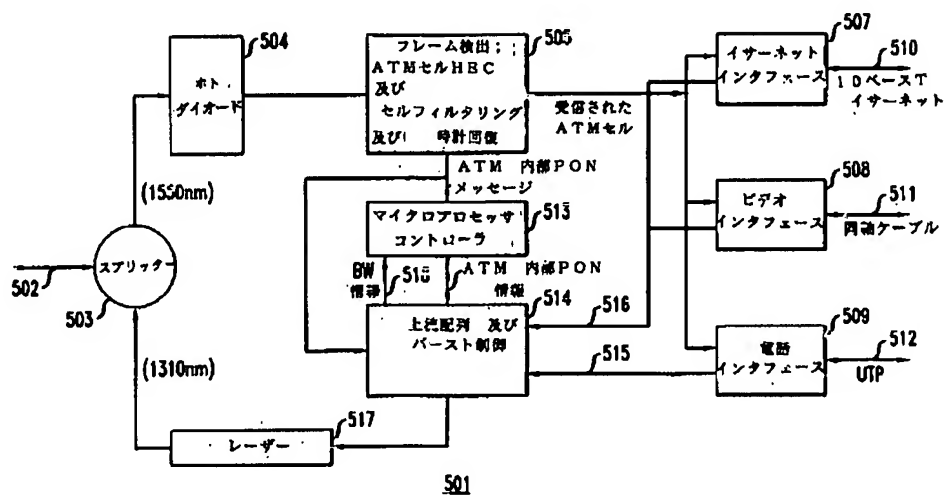 504
ホト
ダイオード
505
フレーム検出;
ATMセルHEC
及び
セルフィルタリング
及び 時計回復
507
イサーネット
インタフェース
510
10ベースT
イサーネット
受信された
ATMセル
(1550nm)
ATM 内部PON
メッセージ
508
ビデオ
インタフェース
511
同軸ケーブル
513
マイクロプロセッサ
コントローラ
スプリッター
502
503
BW
情報
518
ATM 内部PON
情報
514
上流配列 及び
バースト制御
516
515
509
電話
インタフェース
512
UTP
(1310nm)
517
レーザー
501